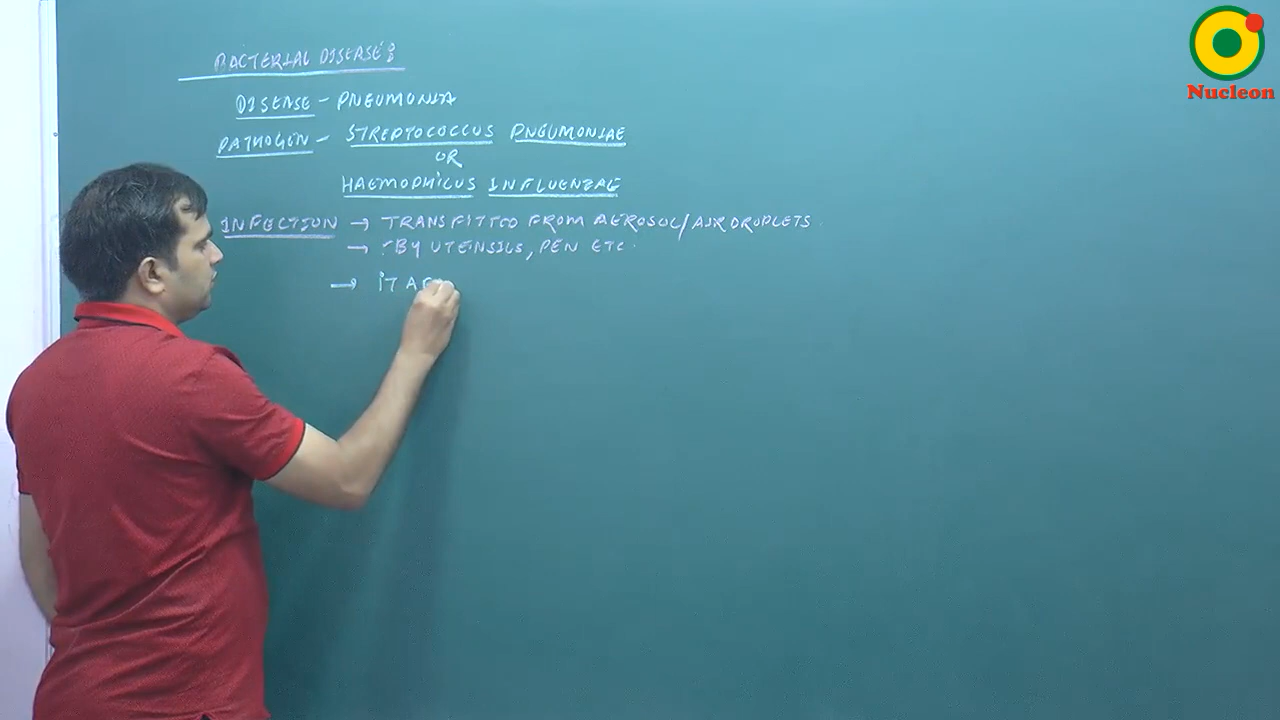 BACTERIAL DISEASE:
DISEASE - PNEUMONIA
PATHOGEN - STREPTOCOCCUS PNEUMONIAE
OR
HAEMOPHILUS INFLUENZAE
INFECTION → TRANSFITTED FROM AEROSOL/AIR DROPLETS.
→ BY UTENSILS, PEN ETC.
→ IT
Nucleon